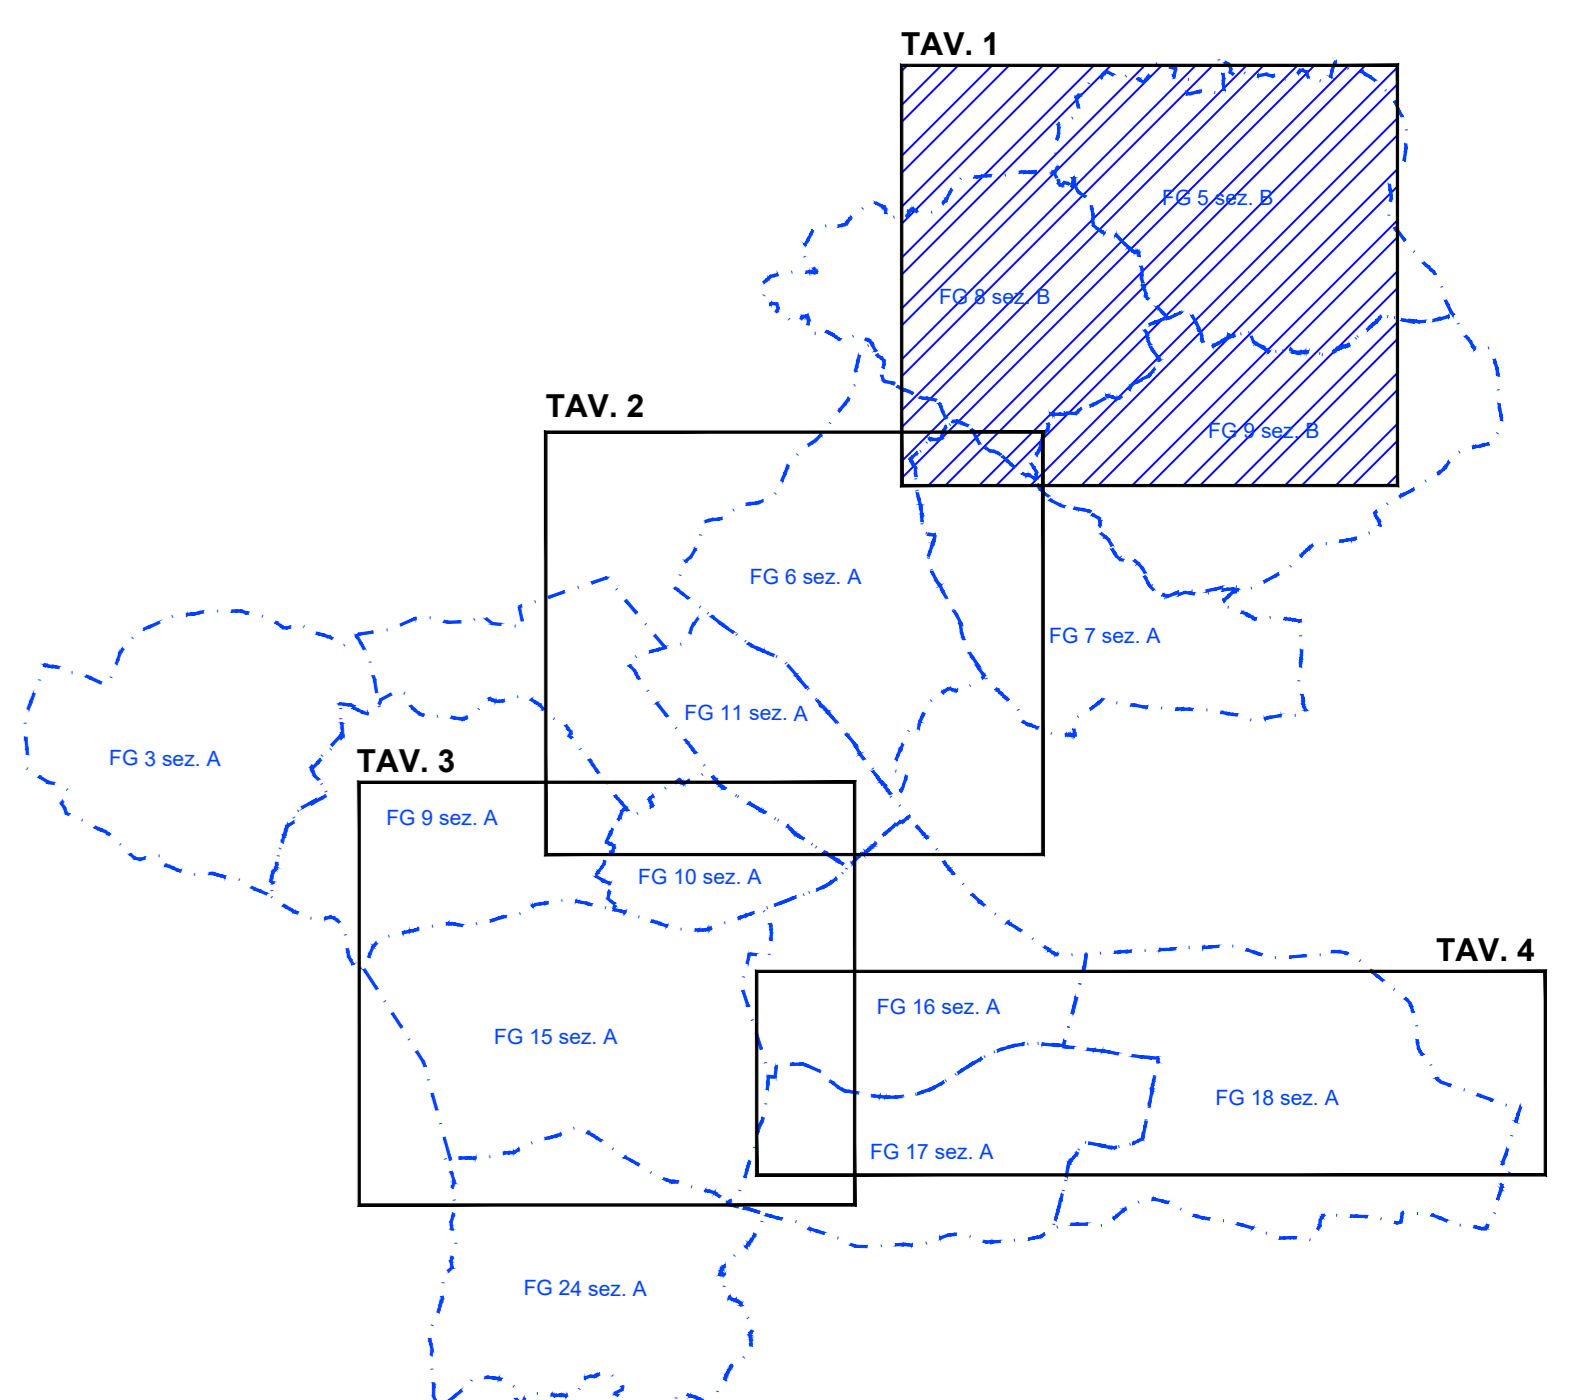 TAV. 1
FG 5 sez. B
FG 8 sez. B
TAV. 2
FG 9 sez. B
FG 6 sez. A
FG 7 sez. A
FG 11 sez. A
FG 3 sez. A
TAV. 3
FG 9 sez. A
FG 10 sez. A
TAV. 4
FG 16 sez. A
FG 15 sez. A
FG 18 sez. A
FG 17 sez. A
FG 24 sez. A